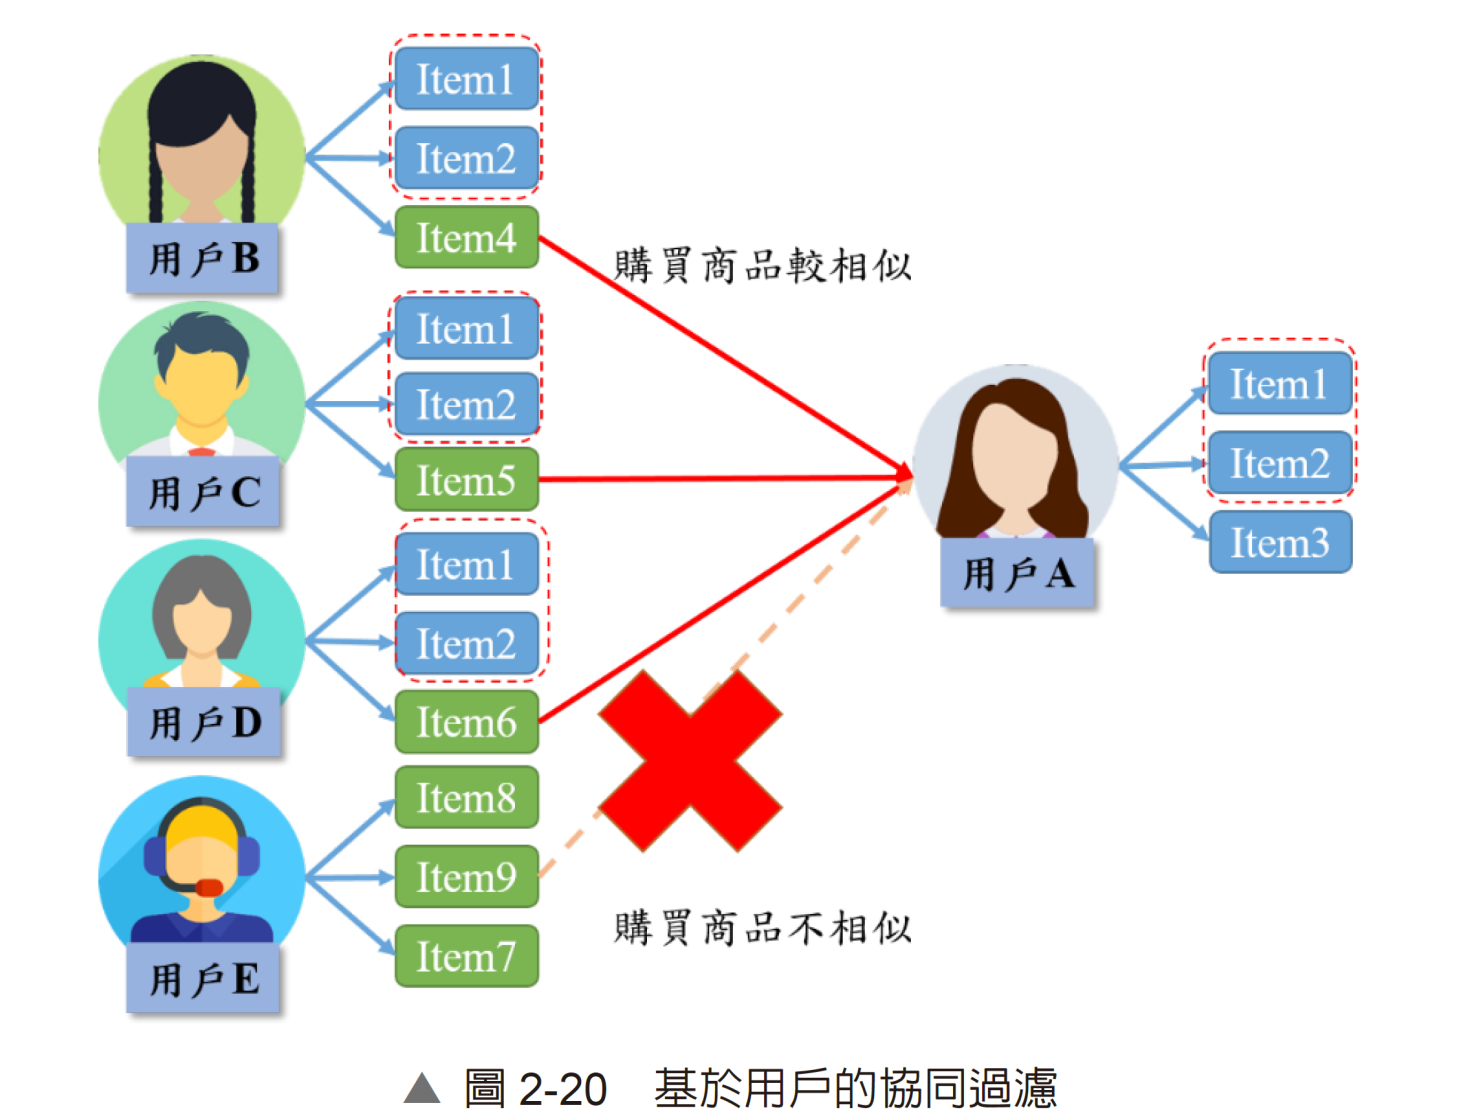 Item1
Item2
Item4
用戶B
購買商品較相似
Item1
Item2
Item5
用戶C
Item1
Item2
Item3
用戶A
Item1
Item2
Item6
用戶D
Item8
Item9
Item7
用戶E
購買商品不相似
▲ 圖 2-20 基於用戶的協同過濾